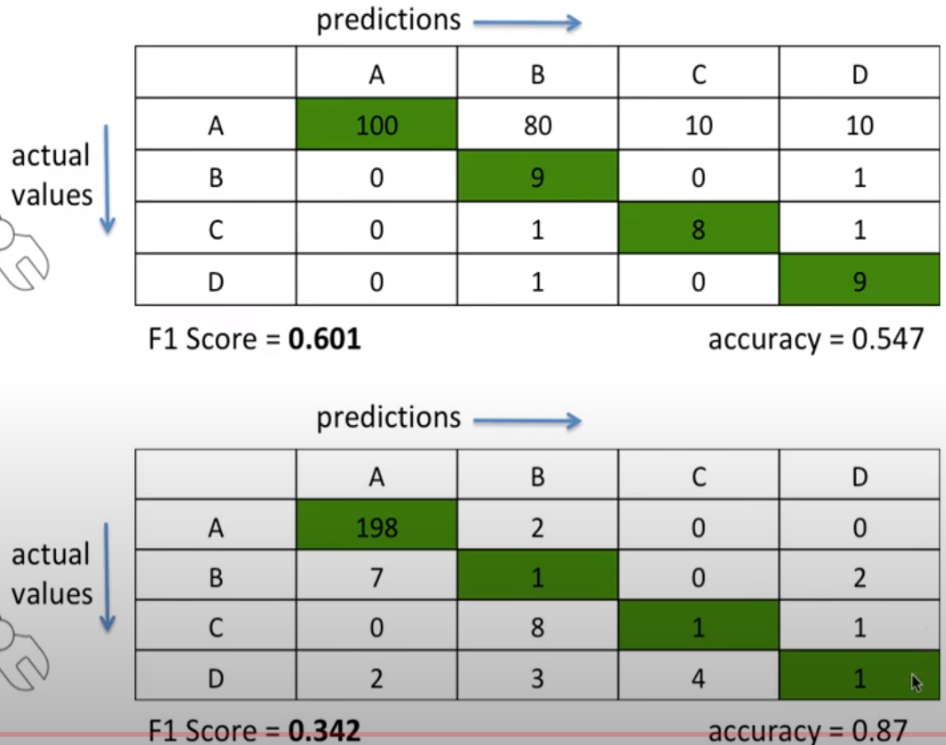 predictions
A B C D
A 100 80 10 10
actual
values
B 0 9 0 1
C 0 1 8 1
D 0 1 0 9
F1 Score = 0.601 accuracy = 0.547
predictions
A B C D
A 198 2 0 0
actual
values
B 7 1 0 2
C 0 8 1 1
D 2 3 4 1
F1 Score = 0.342 accuracy = 0.87